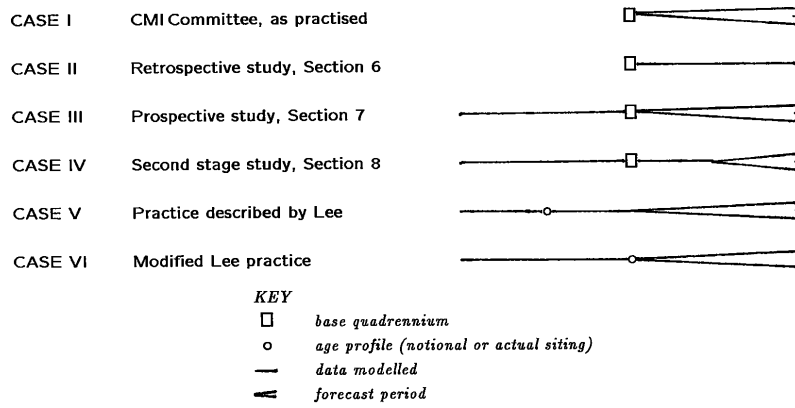 CASE I CMI Committee, as practised
CASE II Retrospective study, Section 6
CASE III Prospective study, Section 7
CASE IV Second stage study, Section 8
CASE V Practice described by Lee
CASE VI Modified Lee practice
KEY
base quadrennium
age profile (notional or actual siting)
data modelled
forecast period